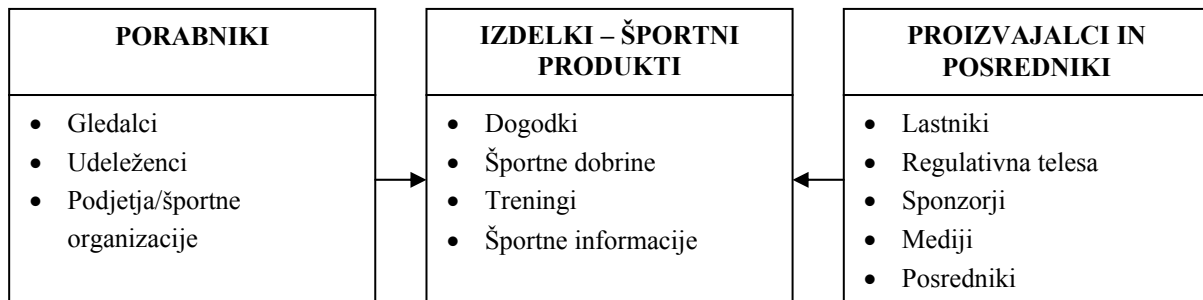 PORABNIKI
• Gledalci
• Udeleženci
• Podjetja/športne
organizacije
IZDELKI – ŠPORTNI
PRODUKTI
• Dogodki
• Športne dobrine
• Treningi
• Športne informacije
PROIZVAJALCI IN
POSREDNIKI
• Lastniki
• Regulativna telesa
• Sponzorji
• Mediji
• Posredniki